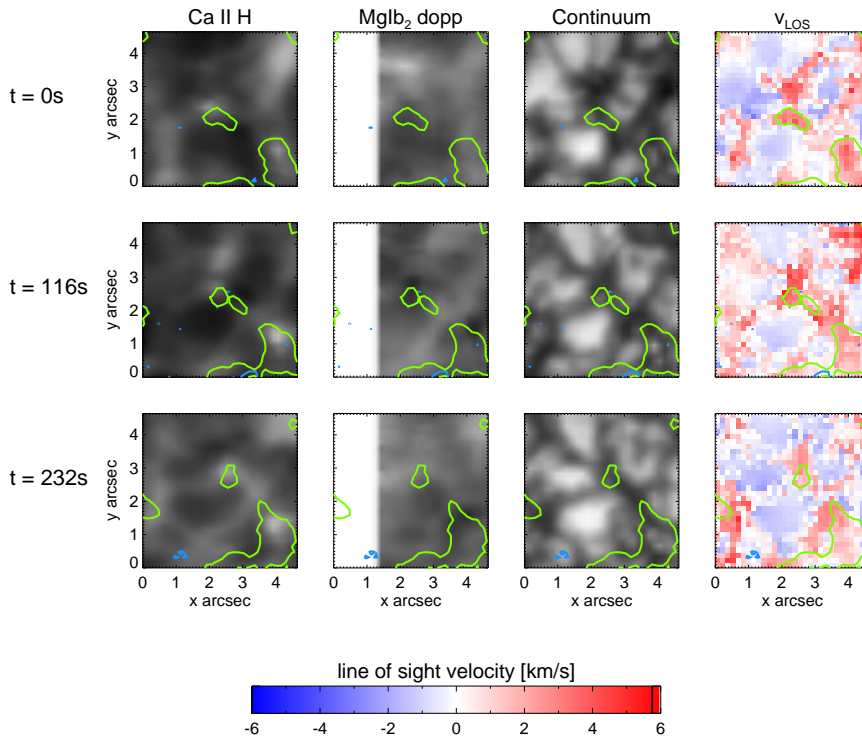 Ca II H MgIb2 dopp Continuum vLOS
t = 0s
y arcsec
4
3
2
1
0
t = 116s
y arcsec
4
3
2
1
0
t = 232s
y arcsec
4
3
2
1
0
0 1 2 3 4 0 1 2 3 4 0 1 2 3 4 0 1 2 3 4
x arcsec x arcsec x arcsec x arcsec
line of sight velocity [km/s]
-6 -4 -2 0 2 4 6